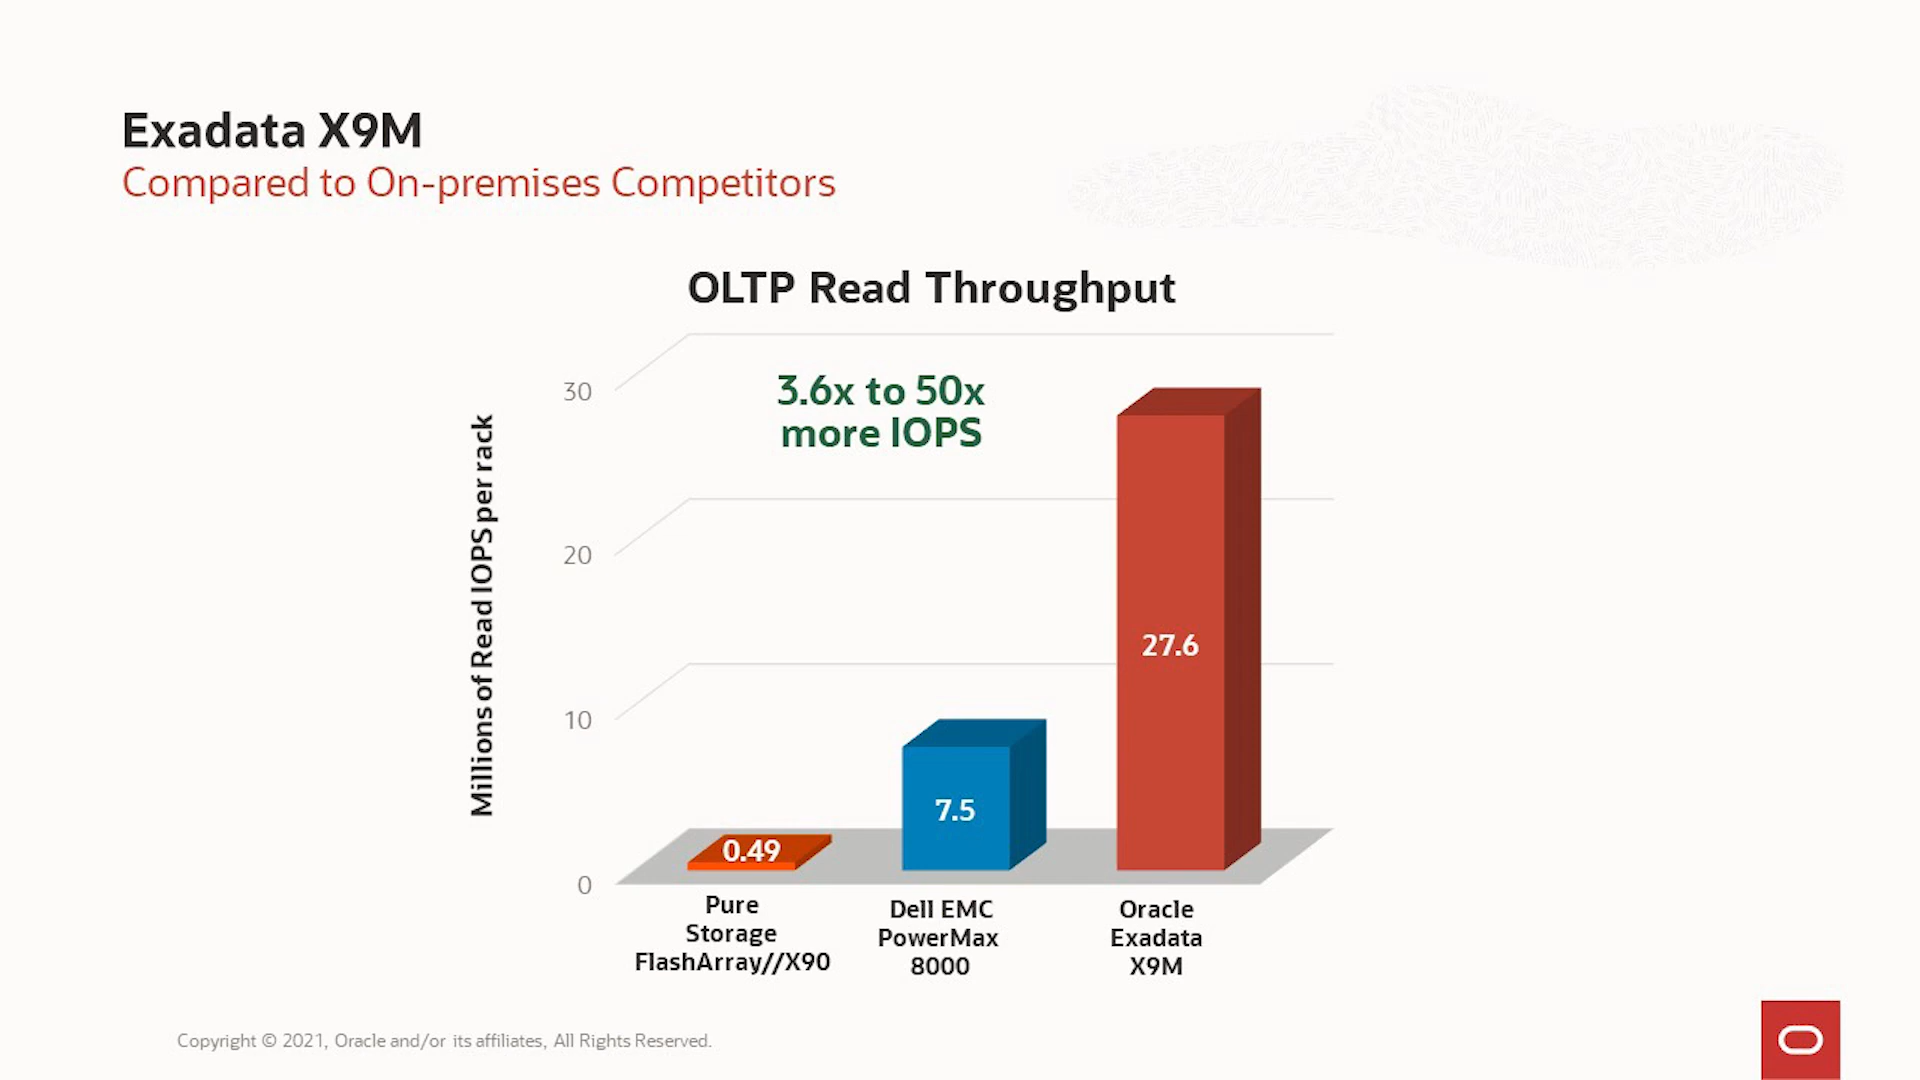 Exadata X9M
Compared to On-premises Competitors
OLTP Read Throughput
3.6x to 50x
more IOPS
Millions of Read IOPS per rack
30
20
10
0
0.49
7.5
27.6
Pure
Storage
FlashArray//X90
Dell EMC
PowerMax
8000
Oracle
Exadata
X9M
Copyright © 2021, Oracle and/or its affiliates, All Rights Reserved.